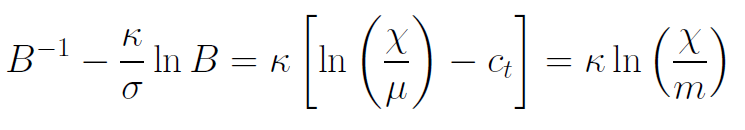 B^{-1} - \frac{\kappa}{\sigma} \ln B = \kappa \left[ \ln \left( \frac{\chi}{\mu} \right) - c_t \right] = \kappa \ln \left( \frac{\chi}{m} \right)